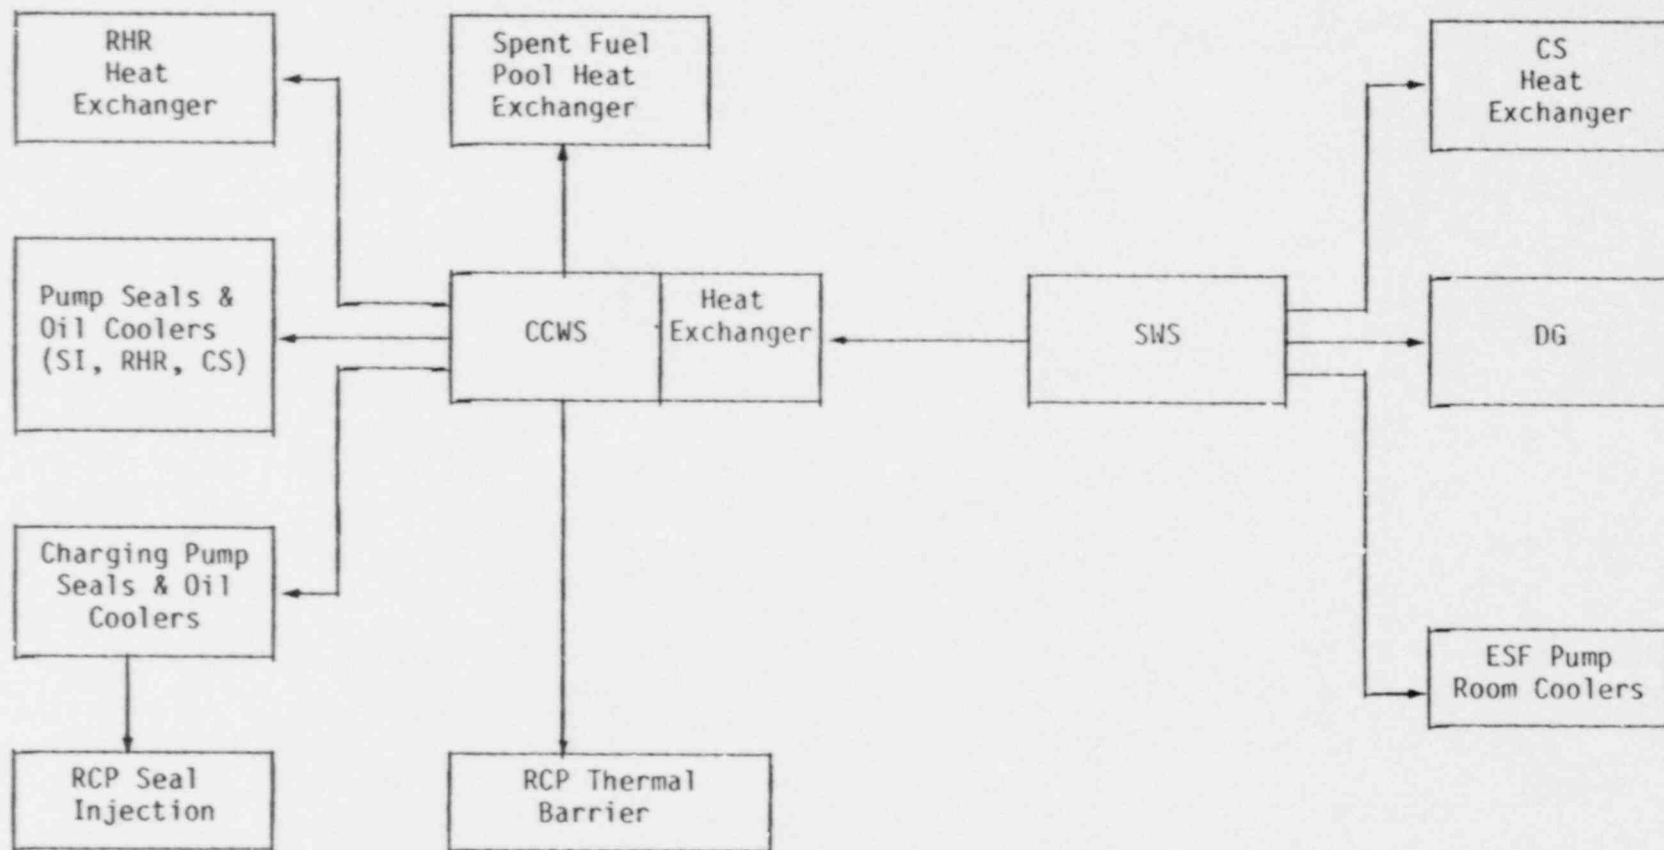 RHR
Heat
Exchanger
Spent Fuel
Pool Heat
Exchanger
CS
Heat
Exchanger
Pump Seals &
Oil Coolers
(SI, RHR, CS)
CCWS
Heat
Exchanger
SWS
DG
Charging Pump
Seals & Oil
Coolers
ESF Pump
Room Coolers
RCP Seal
Injection
RCP Thermal
Barrier